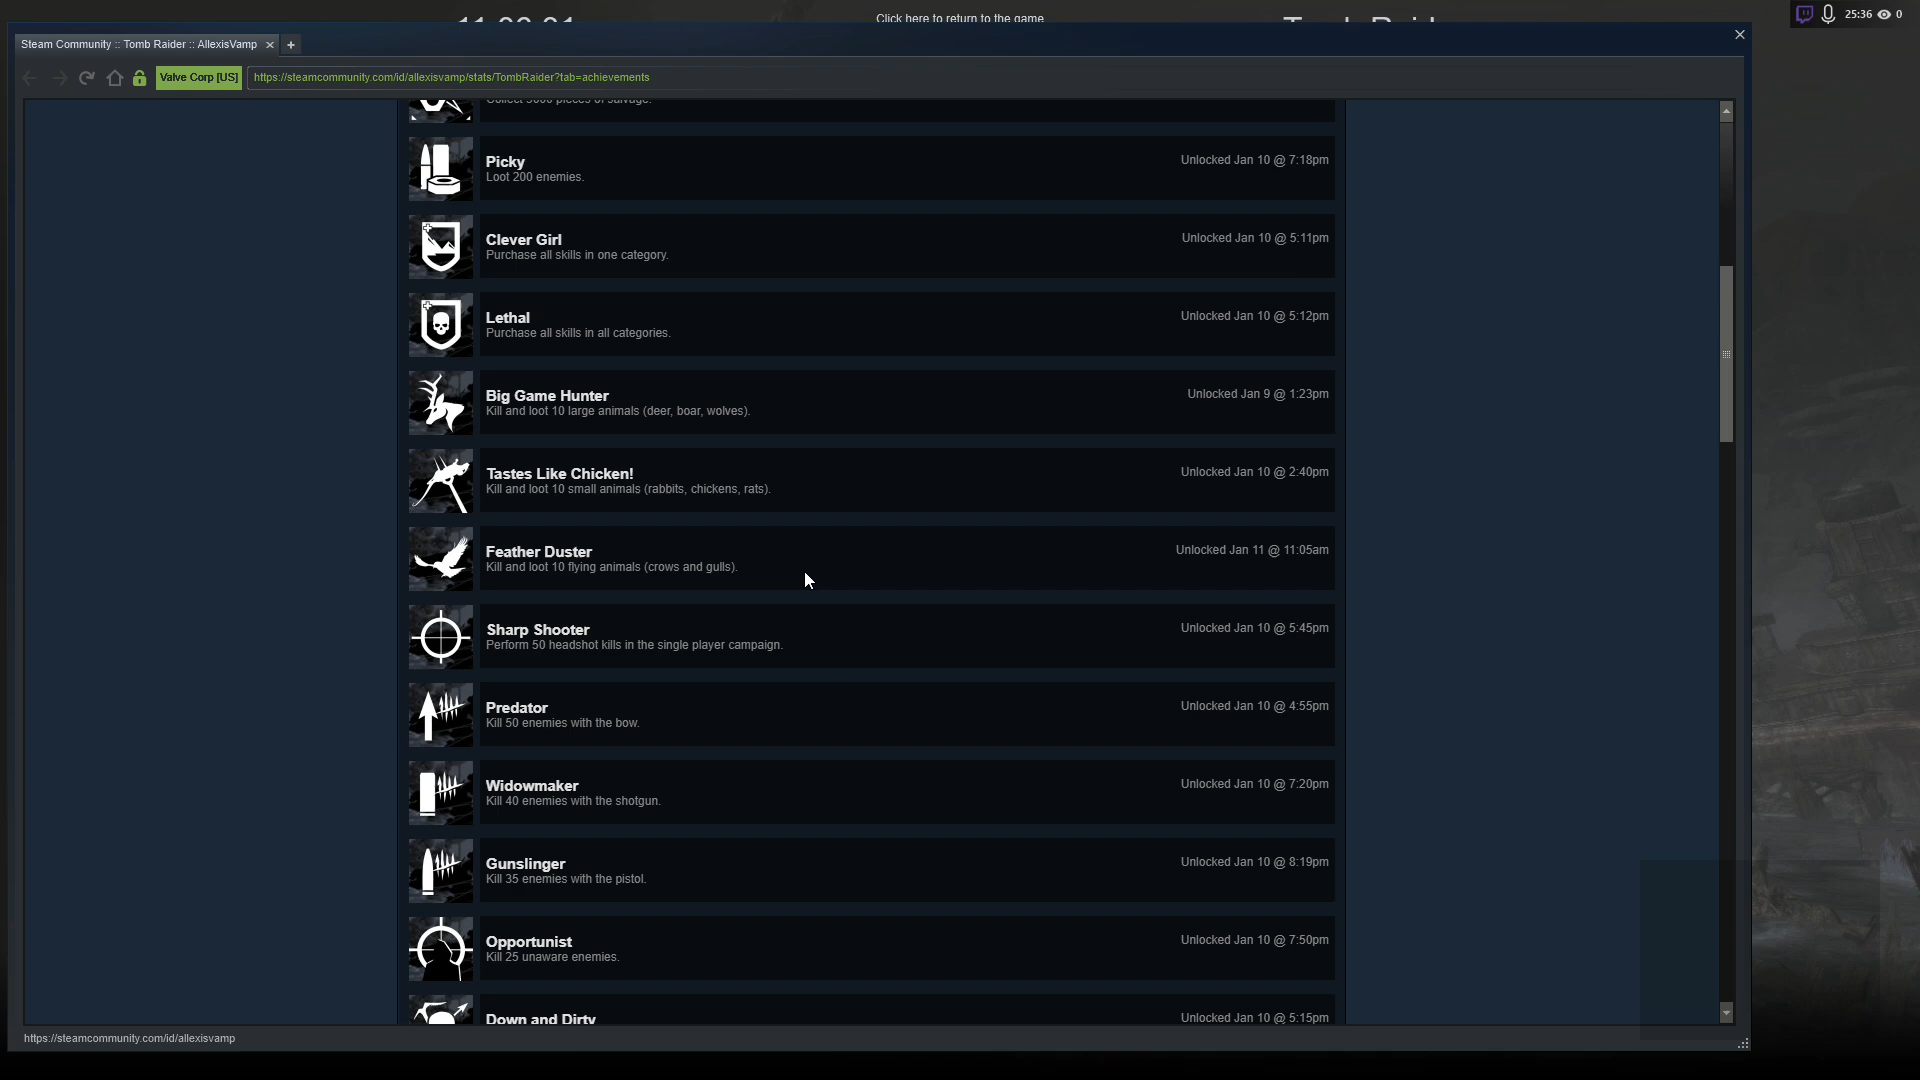 Click here to return to the game
25:36 0
Steam Community :: Tomb Raider :: AllexisVamp
Valve Corp [US] https://steamcommunity.com/id/allexisvamp/stats/TombRaider?tab=achievements
Collect 5000 pieces of salvage.
Picky
Unlocked Jan 10 @ 7:18pm
Loot 200 enemies.
Clever Girl
Unlocked Jan 10 @ 5:11pm
Purchase all skills in one category.
Lethal
Unlocked Jan 10 @ 5:12pm
Purchase all skills in all categories.
Big Game Hunter
Unlocked Jan 9 @ 1:23pm
Kill and loot 10 large animals (deer, boar, wolves).
Tastes Like Chicken!
Unlocked Jan 10 @ 2:40pm
Kill and loot 10 small animals (rabbits, chickens, rats).
Feather Duster
Unlocked Jan 11 @ 11:05am
Kill and loot 10 flying animals (crows and gulls).
Sharp Shooter
Unlocked Jan 10 @ 5:45pm
Perform 50 headshot kills in the single player campaign.
Predator
Unlocked Jan 10 @ 4:55pm
Kill 50 enemies with the bow.
Widowmaker
Unlocked Jan 10 @ 7:20pm
Kill 40 enemies with the shotgun.
Gunslinger
Unlocked Jan 10 @ 8:19pm
Kill 35 enemies with the pistol.
Opportunist
Unlocked Jan 10 @ 7:50pm
Kill 25 unaware enemies.
Down and Dirty
Unlocked Jan 10 @ 5:15pm
https://steamcommunity.com/id/allexisvamp